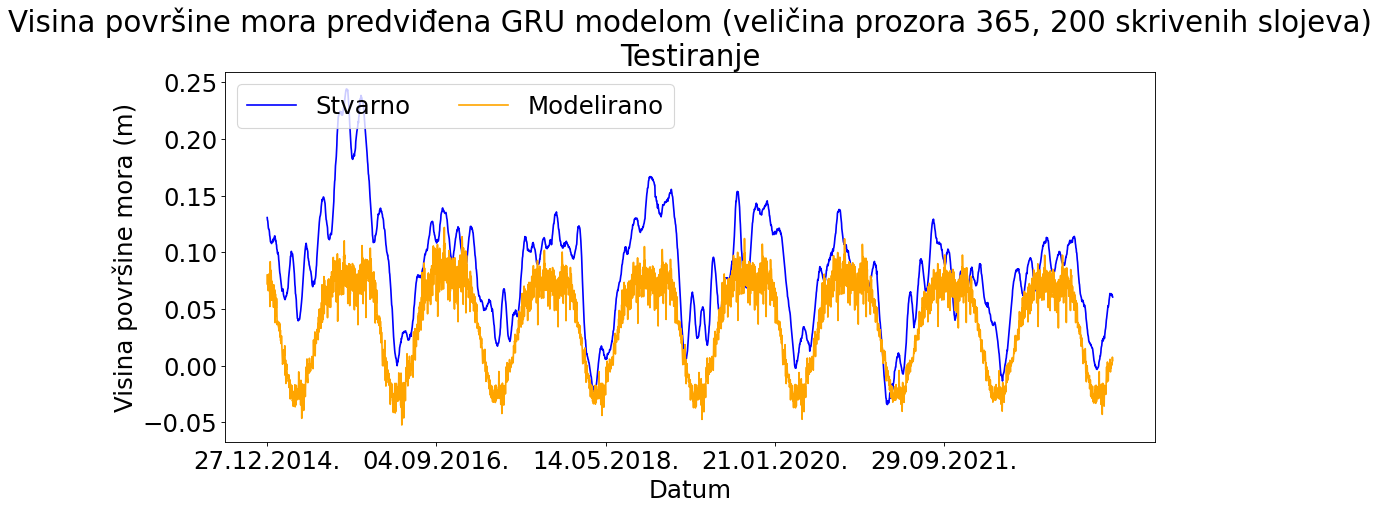 Visina površine mora predviđena GRU modelom (veličina prozora 365, 200 skrivenih slojeva)
Testiranje
Stvarno Modelirano
Visina površine mora (m)
0.25
0.20
0.15
0.10
0.05
0.00
−0.05
27.12.2014. 04.09.2016. 14.05.2018. 21.01.2020. 29.09.2021.
Datum